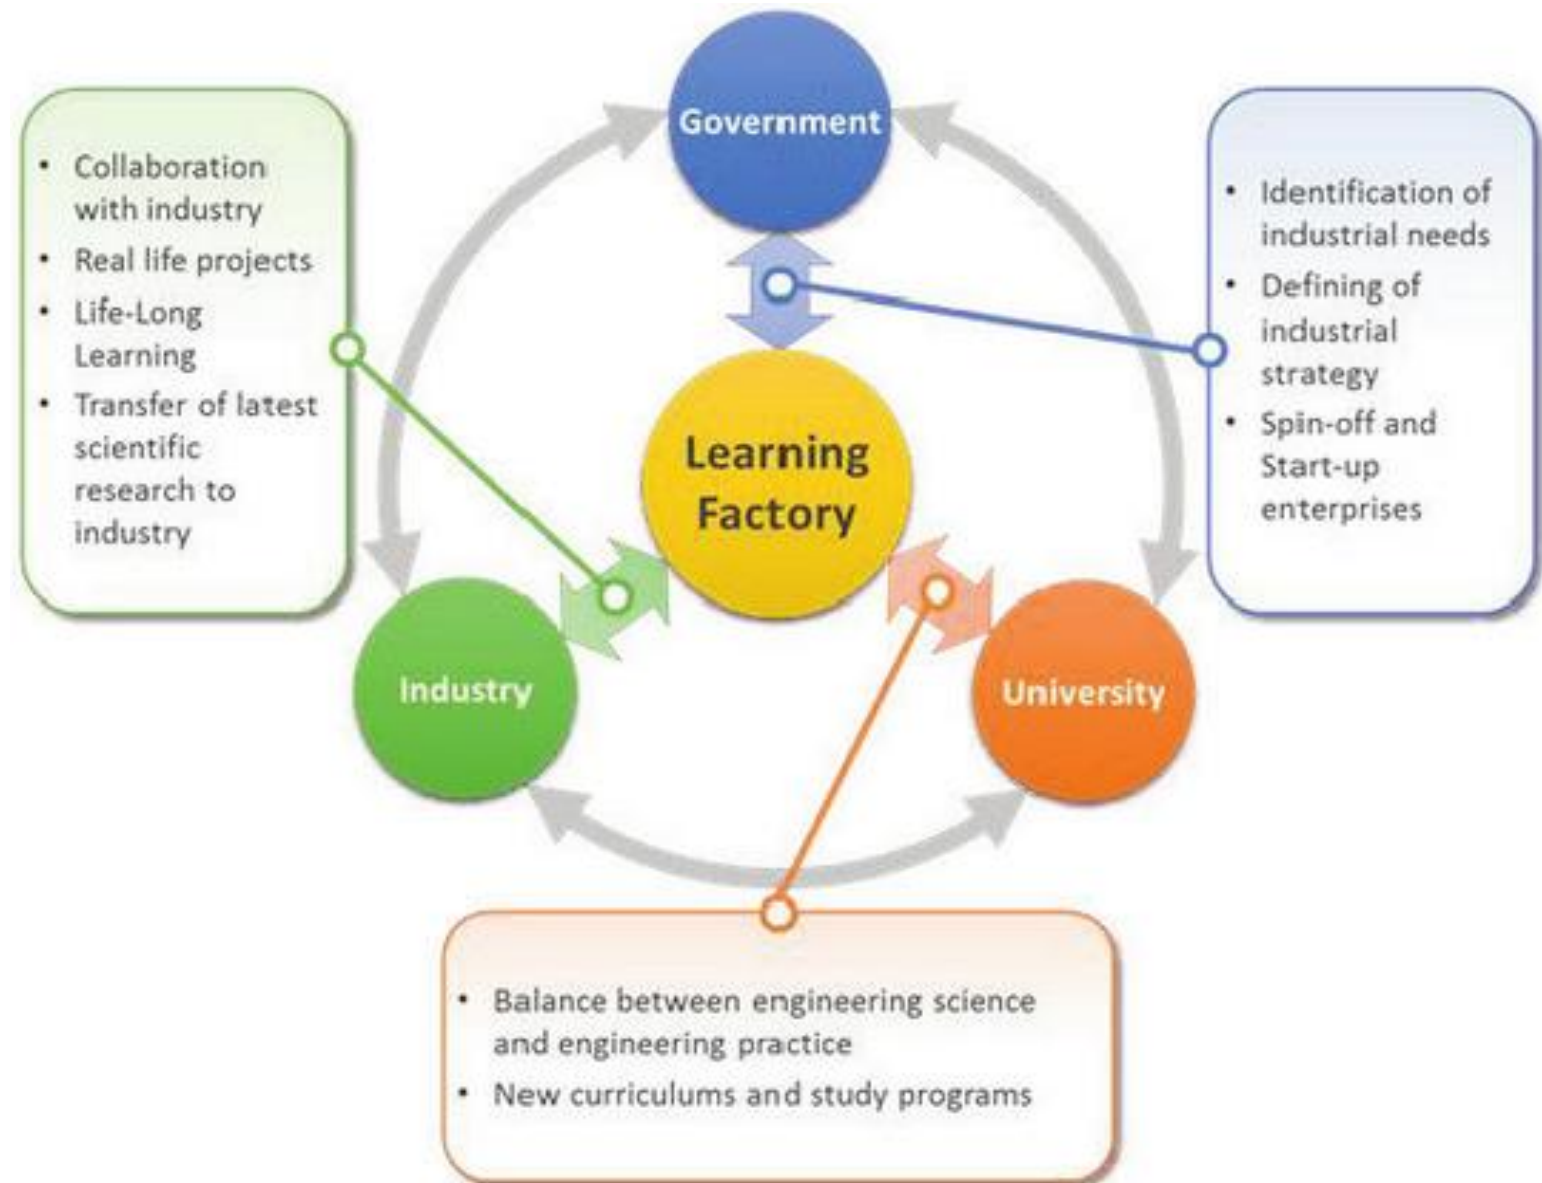 Government
• Collaboration
with industry
• Real life projects
• Life-Long
Learning
• Transfer of latest
scientific
research to
industry
• Identification of
industrial needs
• Defining of
industrial
strategy
• Spin-off and
Start-up
enterprises
Learning
Factory
Industry
University
• Balance between engineering science
and engineering practice
• New curriculums and study programs